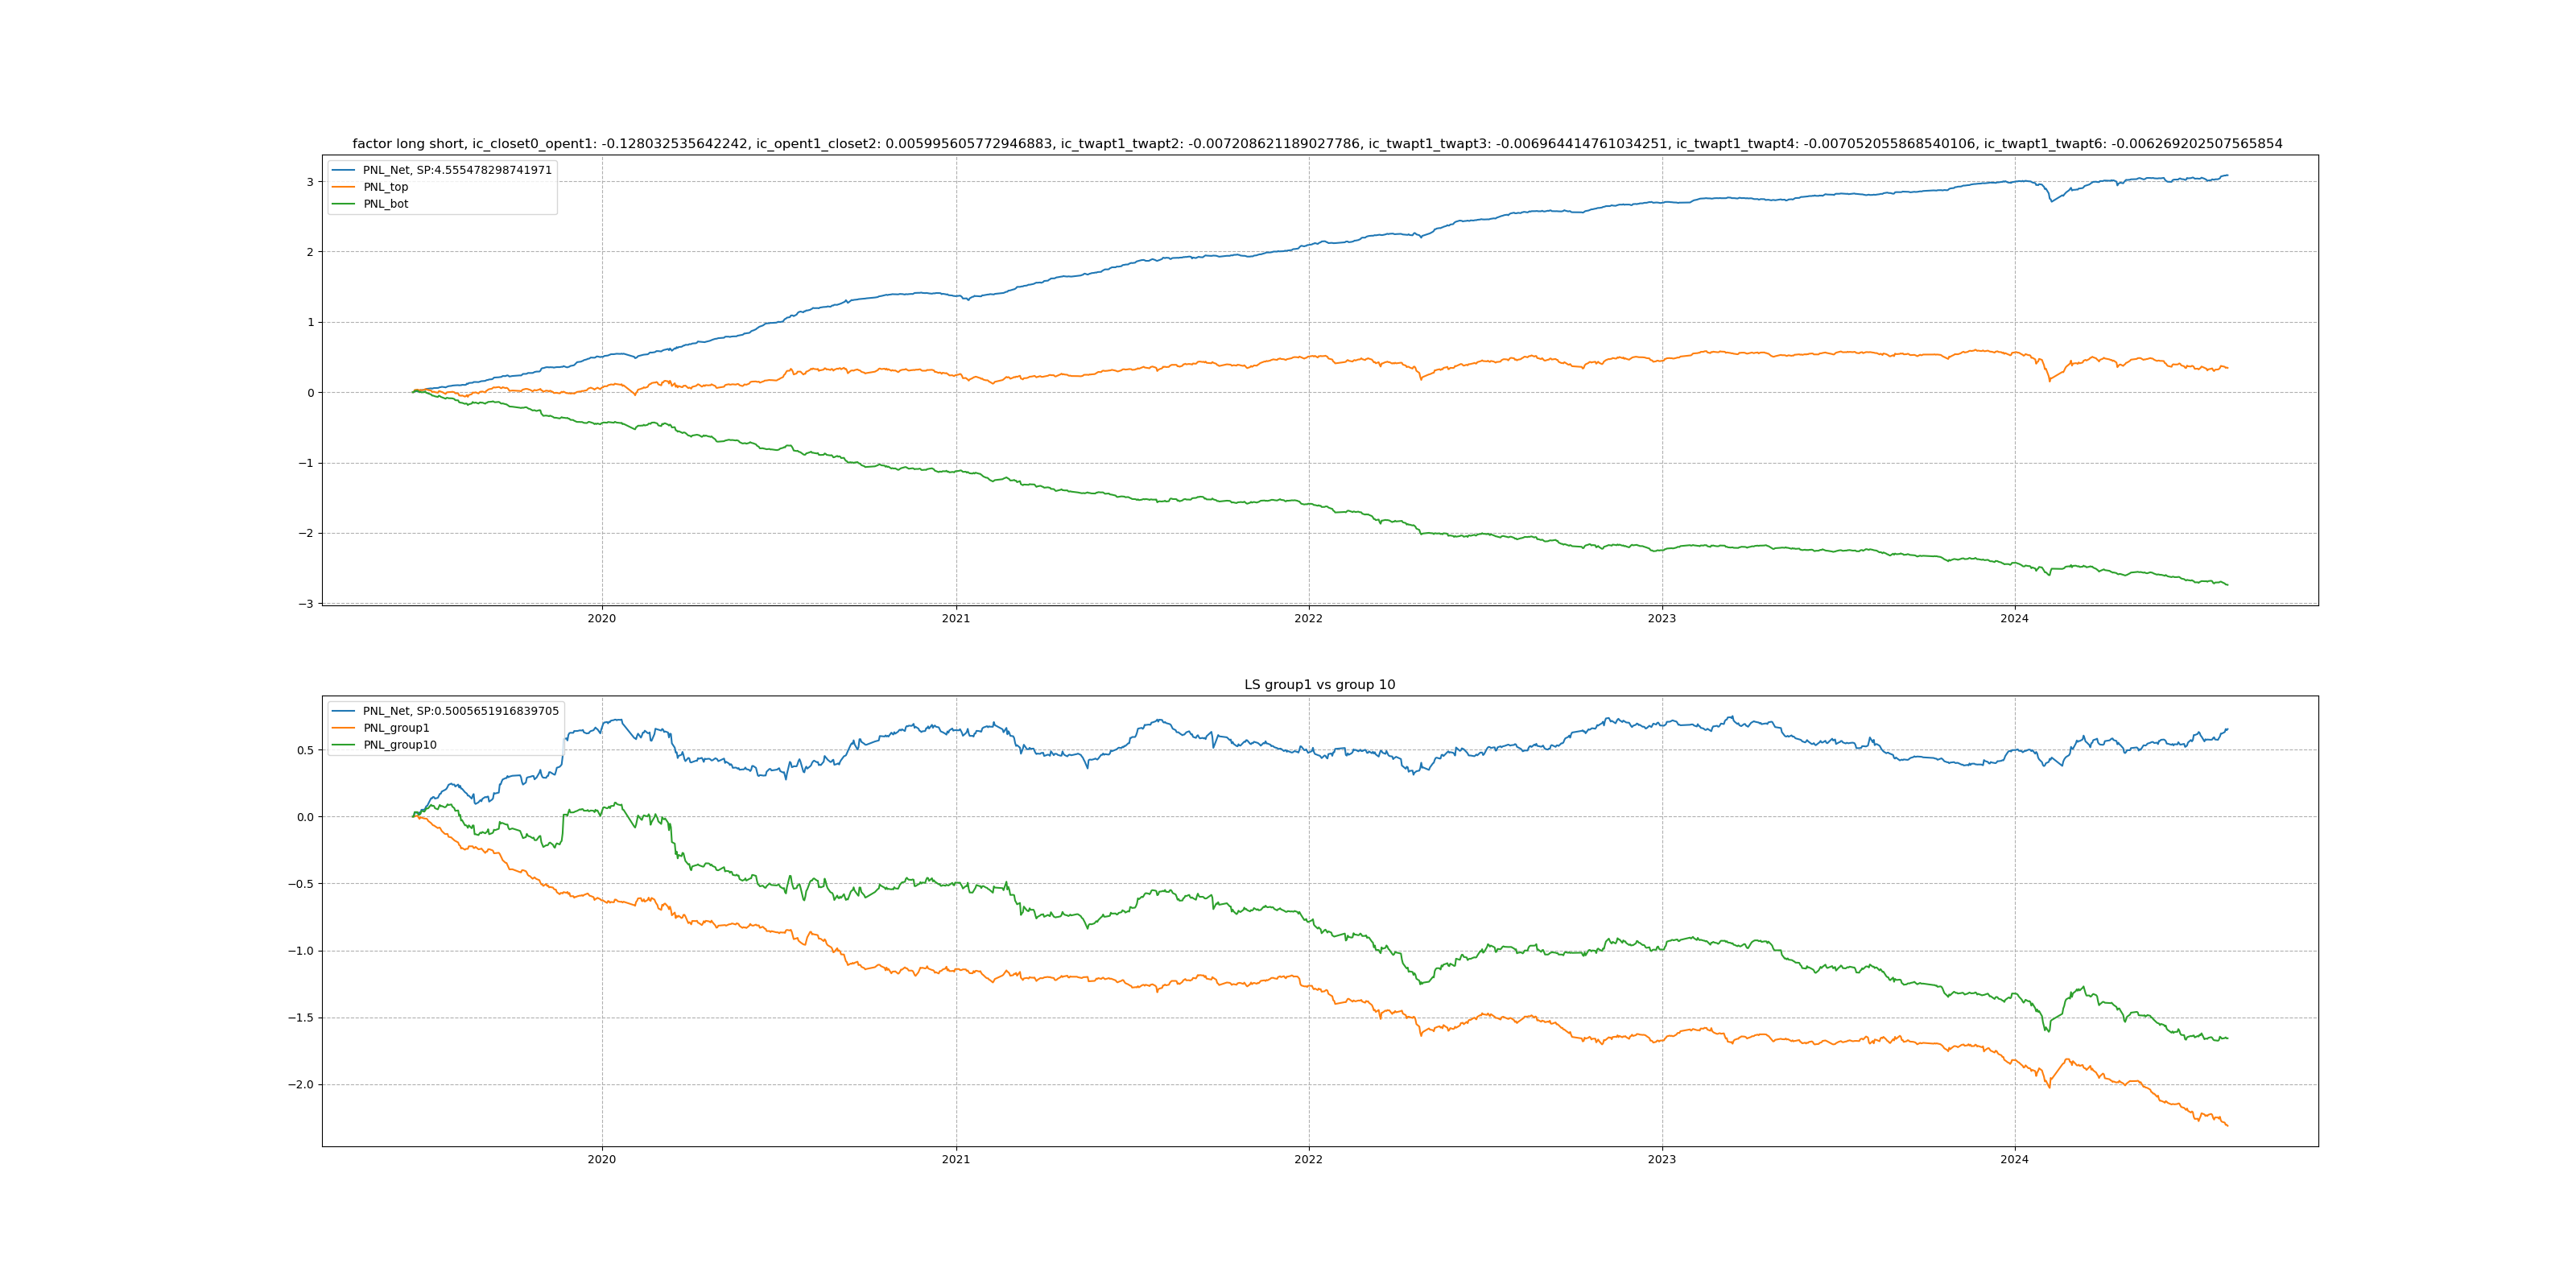 factor long short, ic_closet0_opent1: -0.128032535642242, ic_opent1_closet2: 0.005995605772946883, ic_twapt1_twapt2: -0.007208621189027786, ic_twapt1_twapt3: -0.006964414761034251, ic_twapt1_twapt4: -0.007052055868540106, ic_twapt1_twapt6: -0.006269202507565854
PNL_Net, SP:4.555478298741971
PNL_top
PNL_bot
3
2
1
0
−1
−2
−3
2020 2021 2022 2023 2024
LS group1 vs group 10
PNL_Net, SP:0.5005651916839705
PNL_group1
PNL_group10
0.5
0.0
−0.5
−1.0
−1.5
−2.0
2020 2021 2022 2023 2024